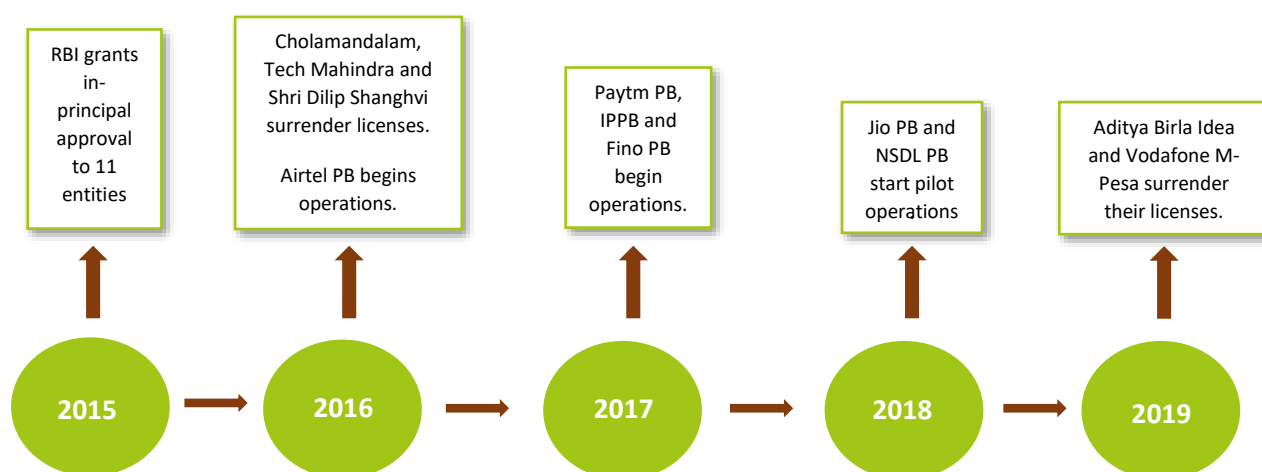 RBI grants
in-
principal
approval
to 11
entities
Cholamandalam,
Tech Mahindra and
Shri Dilip Shanghvi
surrender licenses.
Airtel PB begins
operations.
Paytm PB,
IPPB and
Fino PB
begin
operations.
Jio PB and
NSDL PB
start pilot
operations
Aditya Birla Idea
and Vodafone M-
Pesa surrender
their licenses.
2015
2016
2017
2018
2019